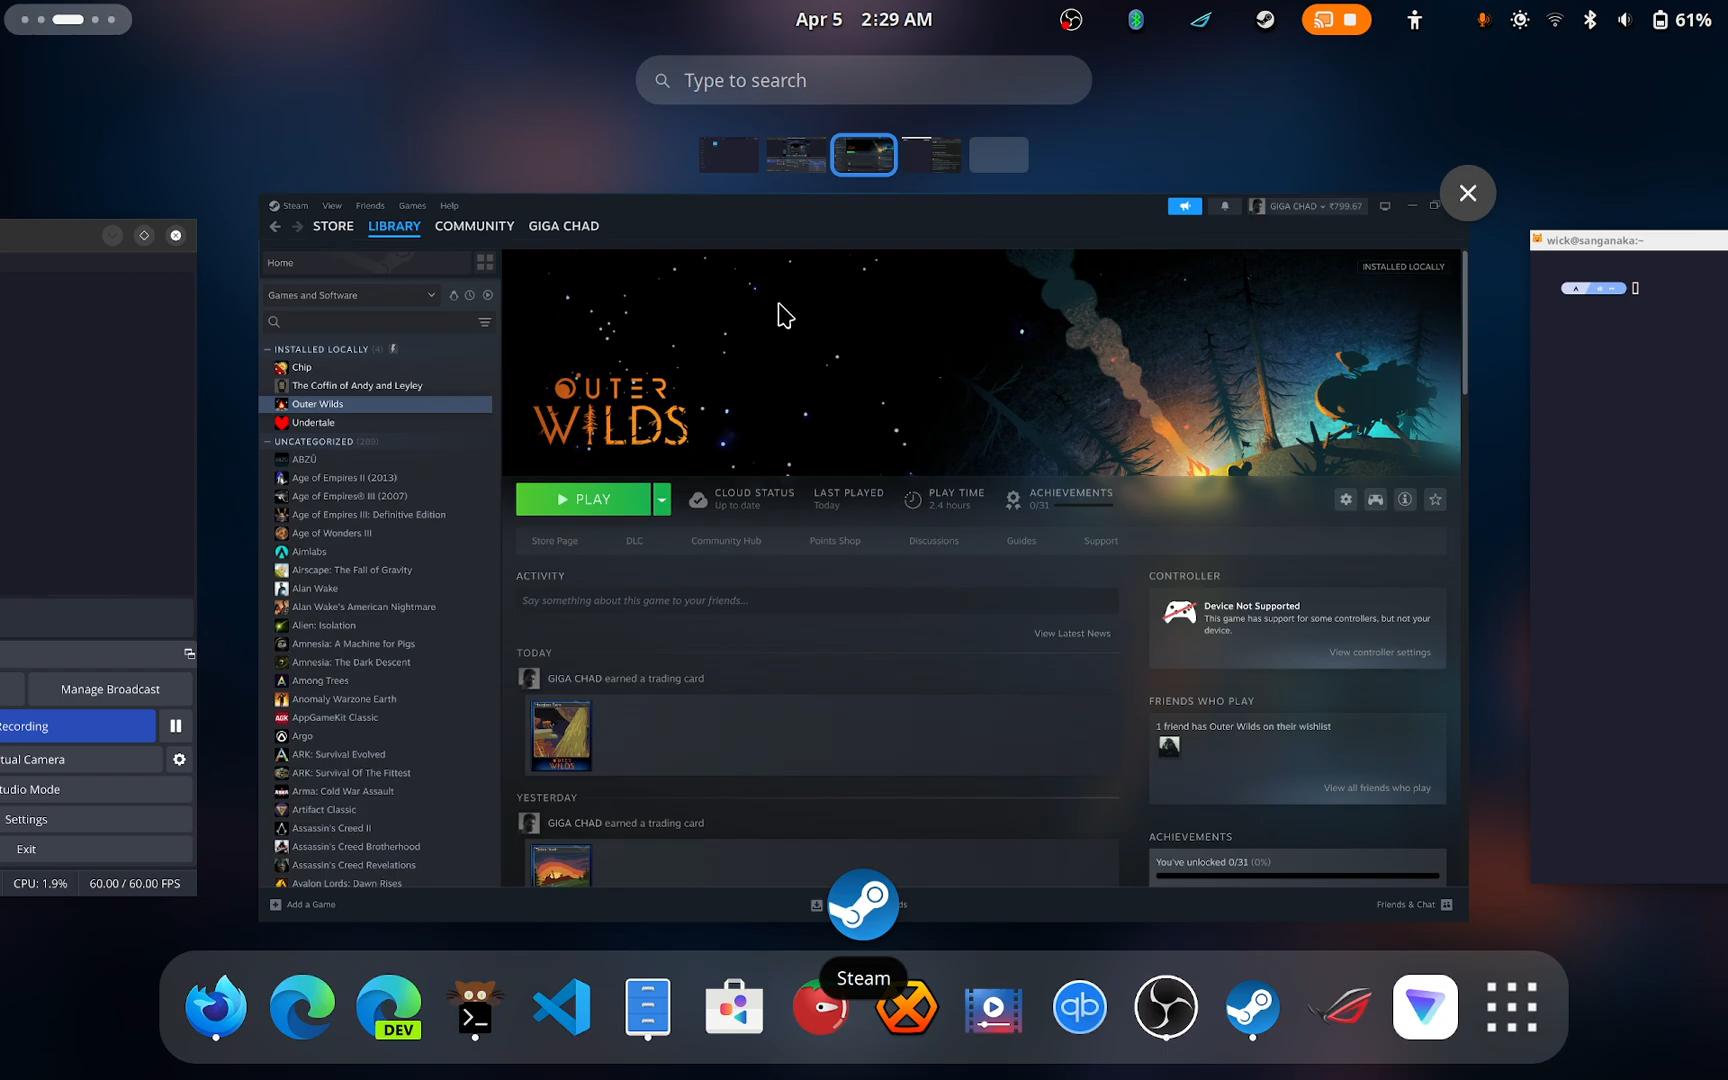 Apr 5 2:29 AM
61%
Type to search
Steam View Friends Games Help
GIGA CHAD ₹799.67
STORE LIBRARY COMMUNITY GIGA CHAD
wick@sanganaka:~
Home
INSTALLED LOCALLY
Games and Software
OUTER
WILDS
INSTALLED LOCALLY (4)
Chip
The Coffin of Andy and Leyley
Outer Wilds
Undertale
UNCATEGORIZED (289)
ABZÛ
Age of Empires II (2013)
Age of Empires® III (2007)
Age of Empires III: Definitive Edition
Age of Wonders III
Aimlabs
Airscape: The Fall of Gravity
Alan Wake
Alan Wake's American Nightmare
Alien: Isolation
Amnesia: A Machine for Pigs
Amnesia: The Dark Descent
Among Trees
Anomaly Warzone Earth
AGK AppGameKit Classic
Argo
ARK: Survival Evolved
ARK: Survival Of The Fittest
Arma: Cold War Assault
Artifact Classic
Assassin's Creed II
Assassin's Creed Brotherhood
Assassin's Creed Revelations
Avalon Lords: Dawn Rises
PLAY
CLOUD STATUS
Up to date
LAST PLAYED
Today
PLAY TIME
2.4 hours
ACHIEVEMENTS
0/31
Store Page DLC Community Hub Points Shop Discussions Guides Support
ACTIVITY
Say something about this game to your friends...
View Latest News
TODAY
GIGA CHAD earned a trading card
OUTER WILDS
YESTERDAY
GIGA CHAD earned a trading card
CONTROLLER
Device Not Supported
This game has support for some controllers, but not your
device.
View controller settings
FRIENDS WHO PLAY
1 friend has Outer Wilds on their wishlist
View all friends who play
ACHIEVEMENTS
You've unlocked 0/31 (0%)
Manage Broadcast
Recording
tual Camera
tudio Mode
Settings
Exit
CPU: 1.9% 60.00 / 60.00 FPS
Add a Game
ds
Friends & Chat
Steam
DEV
qb